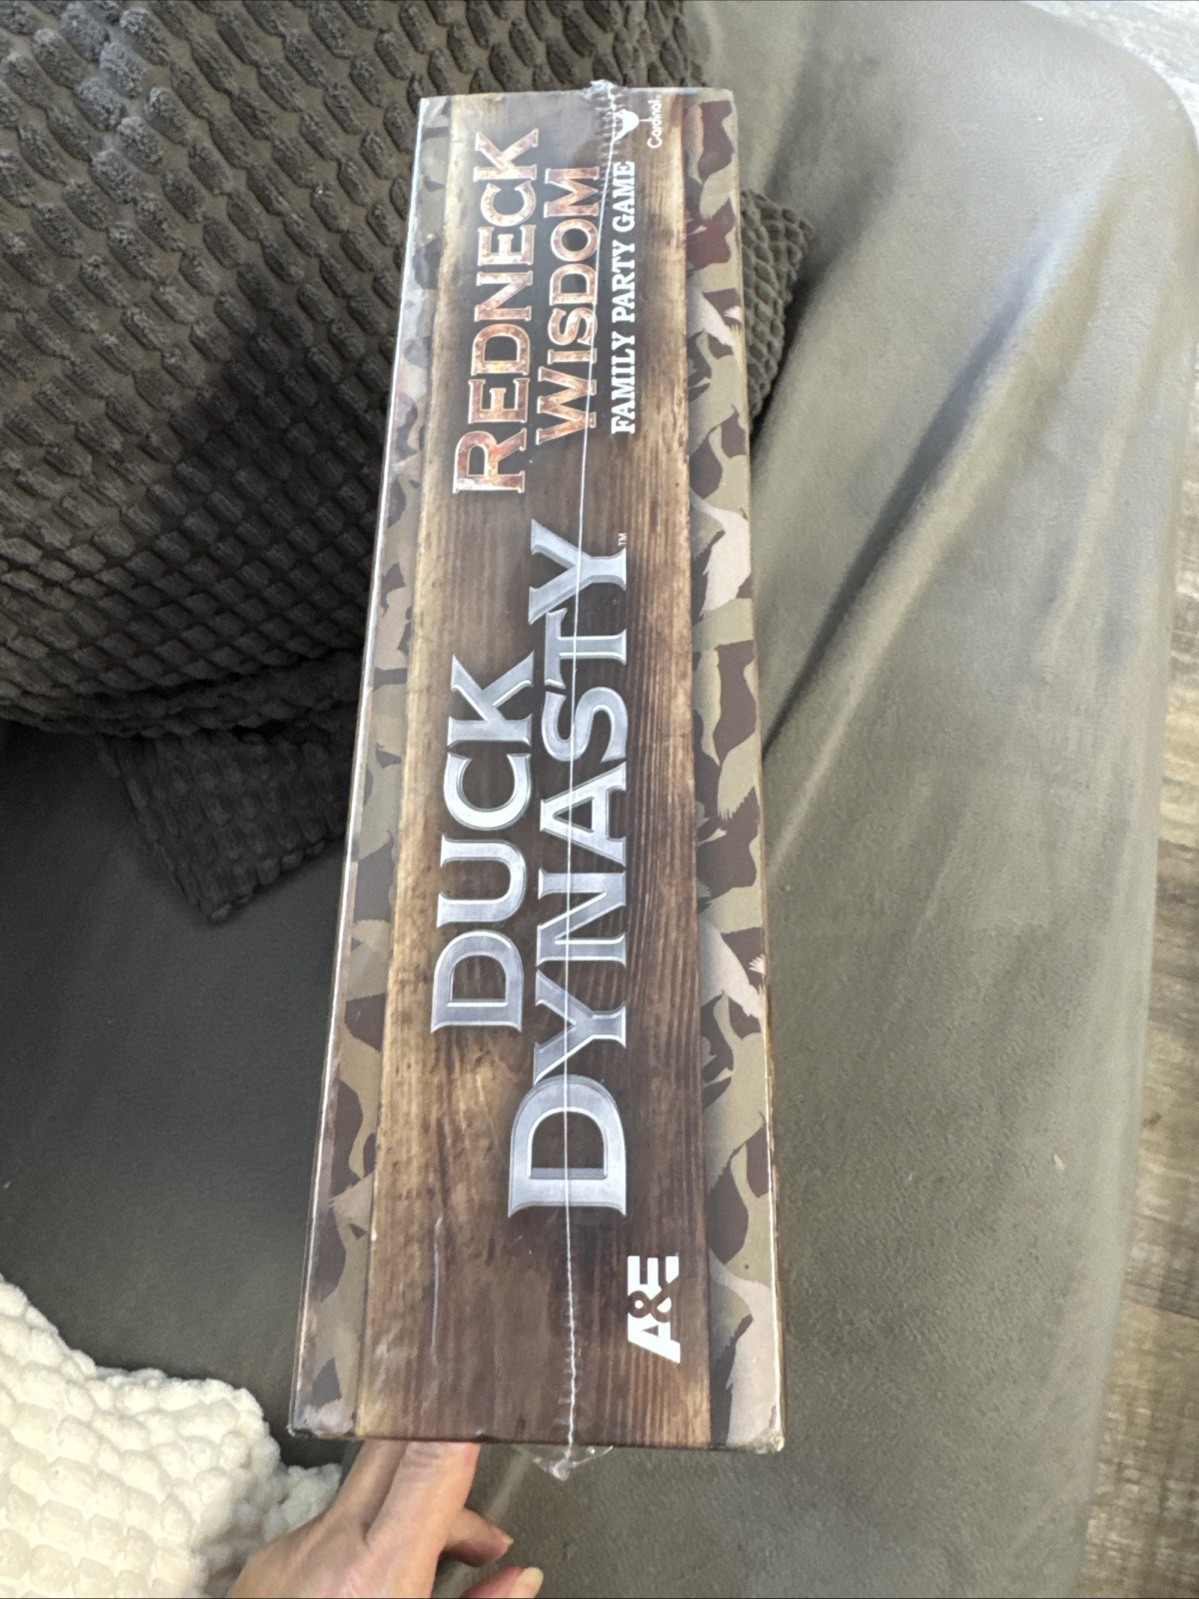 A&E
DUCK
DYNASTY™
REDNECK
WISDOM
FAMILY PARTY GAME
Cardinal